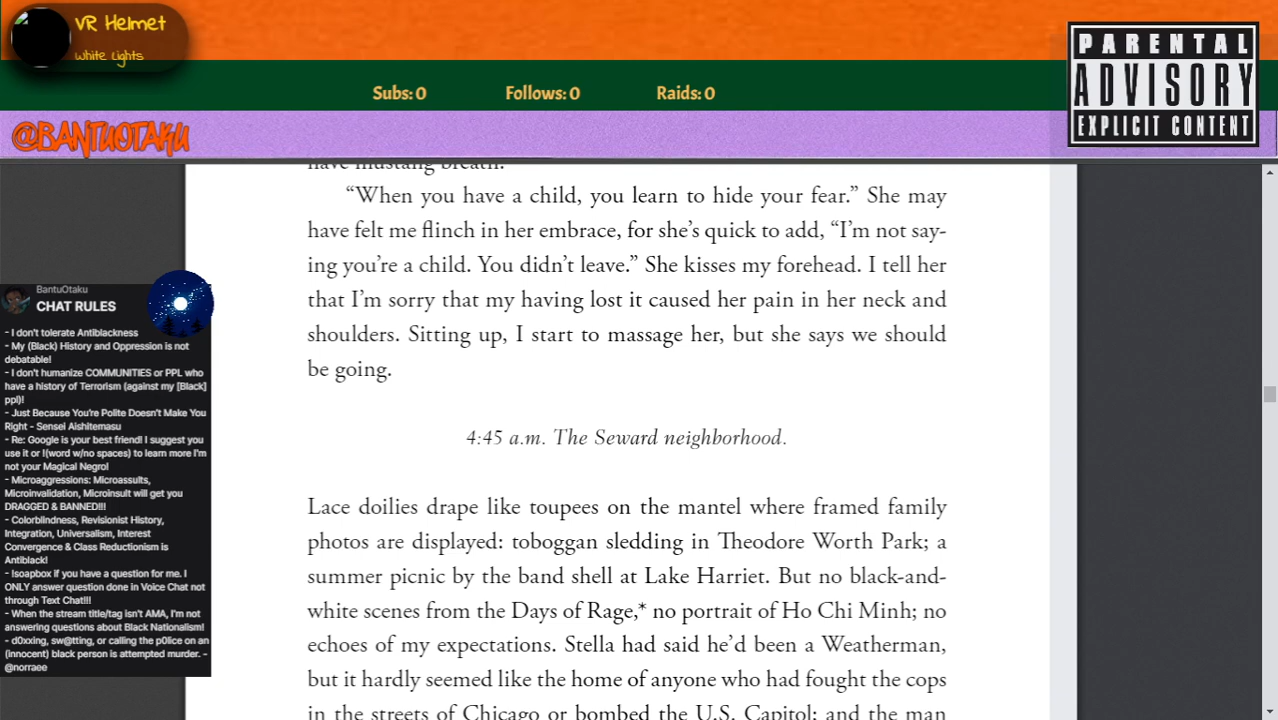 VR Helmet
White Lights
PARENTAL
ADVISORY
EXPLICIT CONTENT
Subs: 0
Follows: 0
Raids: 0
@BANTUOTAKU
have mustang breath.
“When you have a child, you learn to hide your fear.” She may
have felt me flinch in her embrace, for she’s quick to add, “I’m not say-
ing you’re a child. You didn’t leave.” She kisses my forehead. I tell her
that I’m sorry that my having lost it caused her pain in her neck and
shoulders. Sitting up, I start to massage her, but she says we should
be going.
4:45 a.m. The Seward neighborhood.
Lace doilies drape like toupees on the mantel where framed family
photos are displayed: toboggan sledding in Theodore Worth Park; a
summer picnic by the band shell at Lake Harriet. But no black-and-
white scenes from the Days of Rage,* no portrait of Ho Chi Minh; no
echoes of my expectations. Stella had said he’d been a Weatherman,
but it hardly seemed like the home of anyone who had fought the cops
in the streets of Chicago or bombed the U.S. Capitol; and the man
BantuOtaku
CHAT RULES
- I don't tolerate Antiblackness
- My (Black) History and Oppression is not
debatable!
- I don't humanize COMMUNITIES or PPL who
have a history of Terrorism (against my [Black]
ppl)!
- Just Because You're Polite Doesn't Make You
Right - Sensei Aishitemasu
- Re: Google is your best friend! I suggest you
use it or !(word w/no spaces) to learn more I'm
not your Magical Negro!
- Microaggressions: Microassults,
Microinvalidation, Microinsult will get you
DRAGGED & BANNED!!!
- Colorblindness, Revisionist History,
Integration, Universalism, Interest
Convergence & Class Reductionism is
Antiblack!
- !soapbox if you have a question for me. I
ONLY answer question done in Voice Chat not
through Text Chat!!!
- When the stream title/tag isn't AMA, I'm not
answering questions about Black Nationalism!
- d0xxing, sw@tting, or calling the p0lice on an
(innocent) black person is attempted murder. -
@norraee